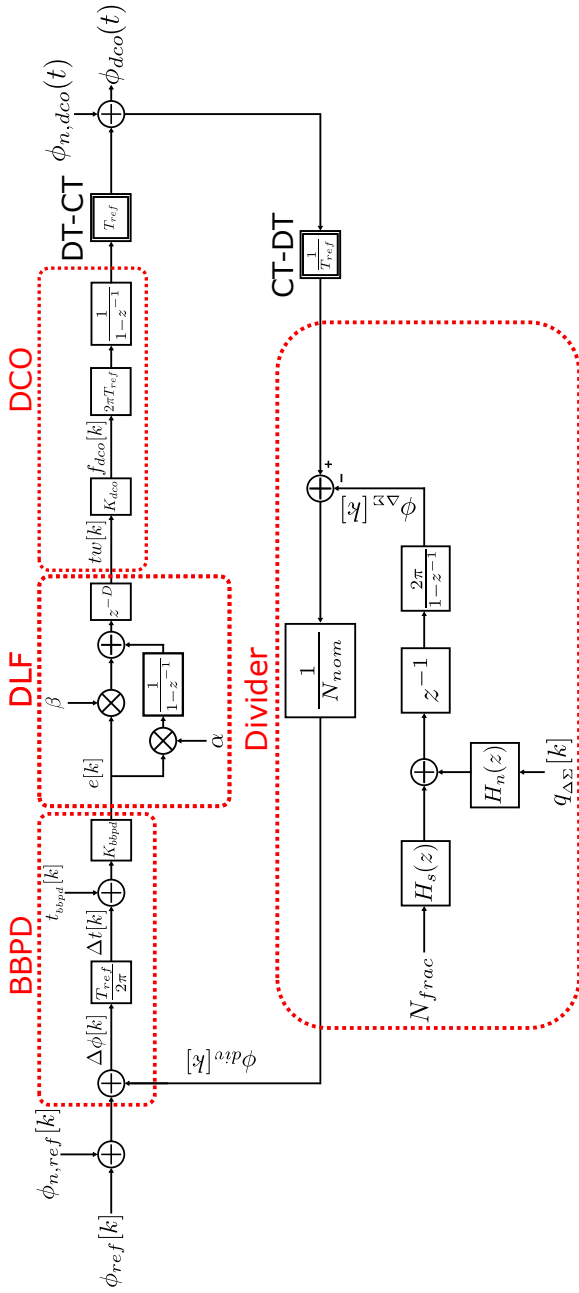 BBPD
DLF
DCO
DT-CT
ϕ_{ref}[k]
ϕ_{n,ref}[k]
Δϕ[k]
T_{ref}/2π
Δt[k]
t_{bbpd}[k]
K_{bbpd}
e[k]
β
α
1/(1−z^{−1})
z^{−D}
tw[k]
K_{dco}
f_{dco}[k]
2πT_{ref}
1/(1−z^{−1})
T_{ref}
ϕ_{n,dco}(t)
ϕ_{dco}(t)
CT-DT
1/T_{ref}
Divider
+
−
ϕ_{ΔΣ}[k]
1/N_{nom}
ϕ_{div}[k]
N_{frac}
H_s(z)
H_n(z)
q_{ΔΣ}[k]
z^{−1}
2π/(1−z^{−1})